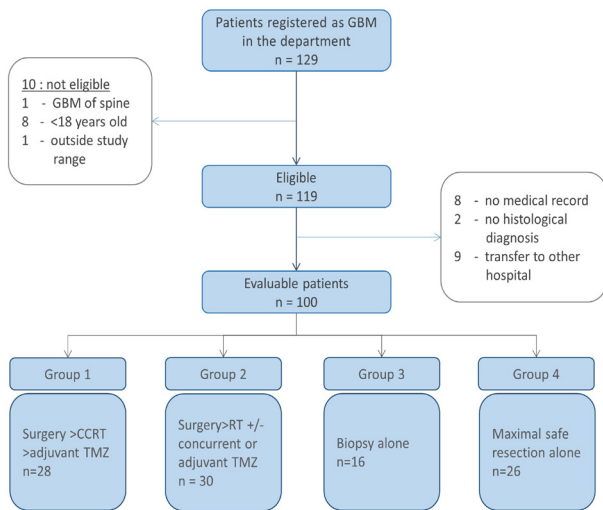 Patients registered as GBM
in the department
n = 129
10 : not eligible
1 - GBM of spine
8 - <18 years old
1 - outside study
range
Eligible
n = 119
8 - no medical record
2 - no histological
diagnosis
9 - transfer to other
hospital
Evaluable patients
n = 100
Group 1
Group 2
Group 3
Group 4
Surgery >CCRT
>adjuvant TMZ
n=28
Surgery>RT +/-
concurrent or
adjuvant TMZ
n = 30
Biopsy alone
n=16
Maximal safe
resection alone
n=26